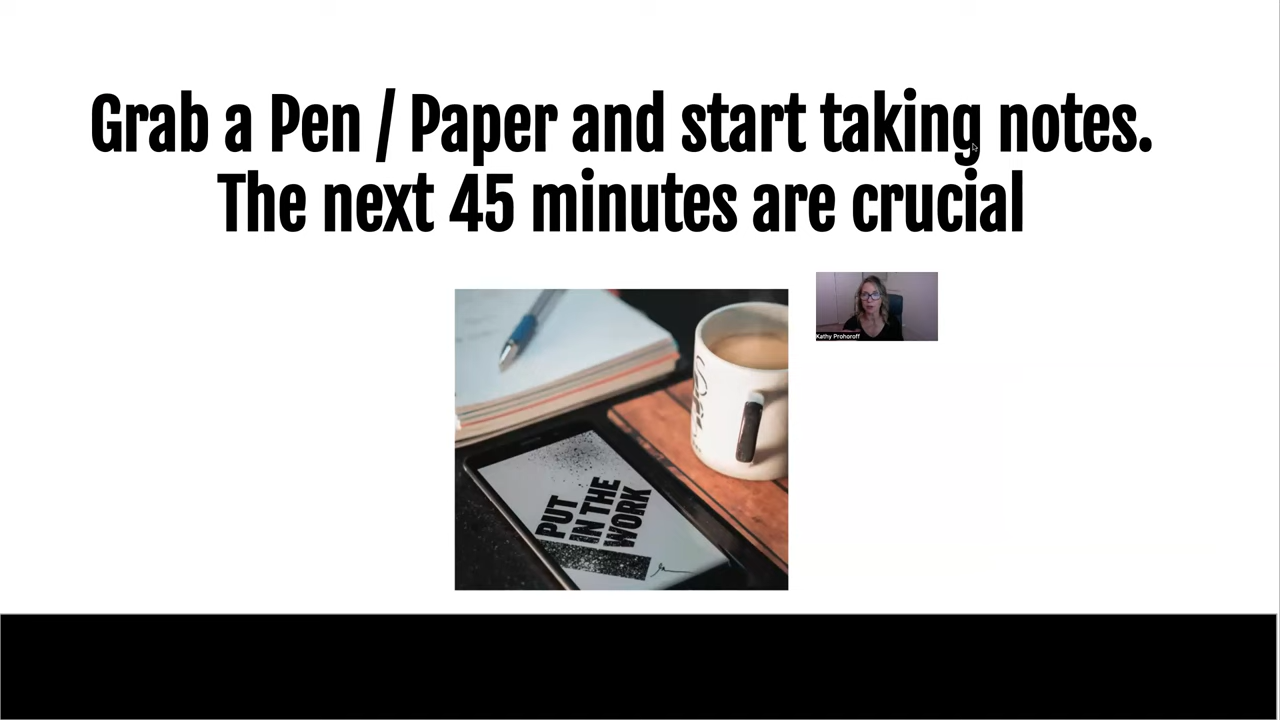 Grab a Pen / Paper and start taking notes.
The next 45 minutes are crucial
Kathy Prohoroff
PUT
IN THE
WORK